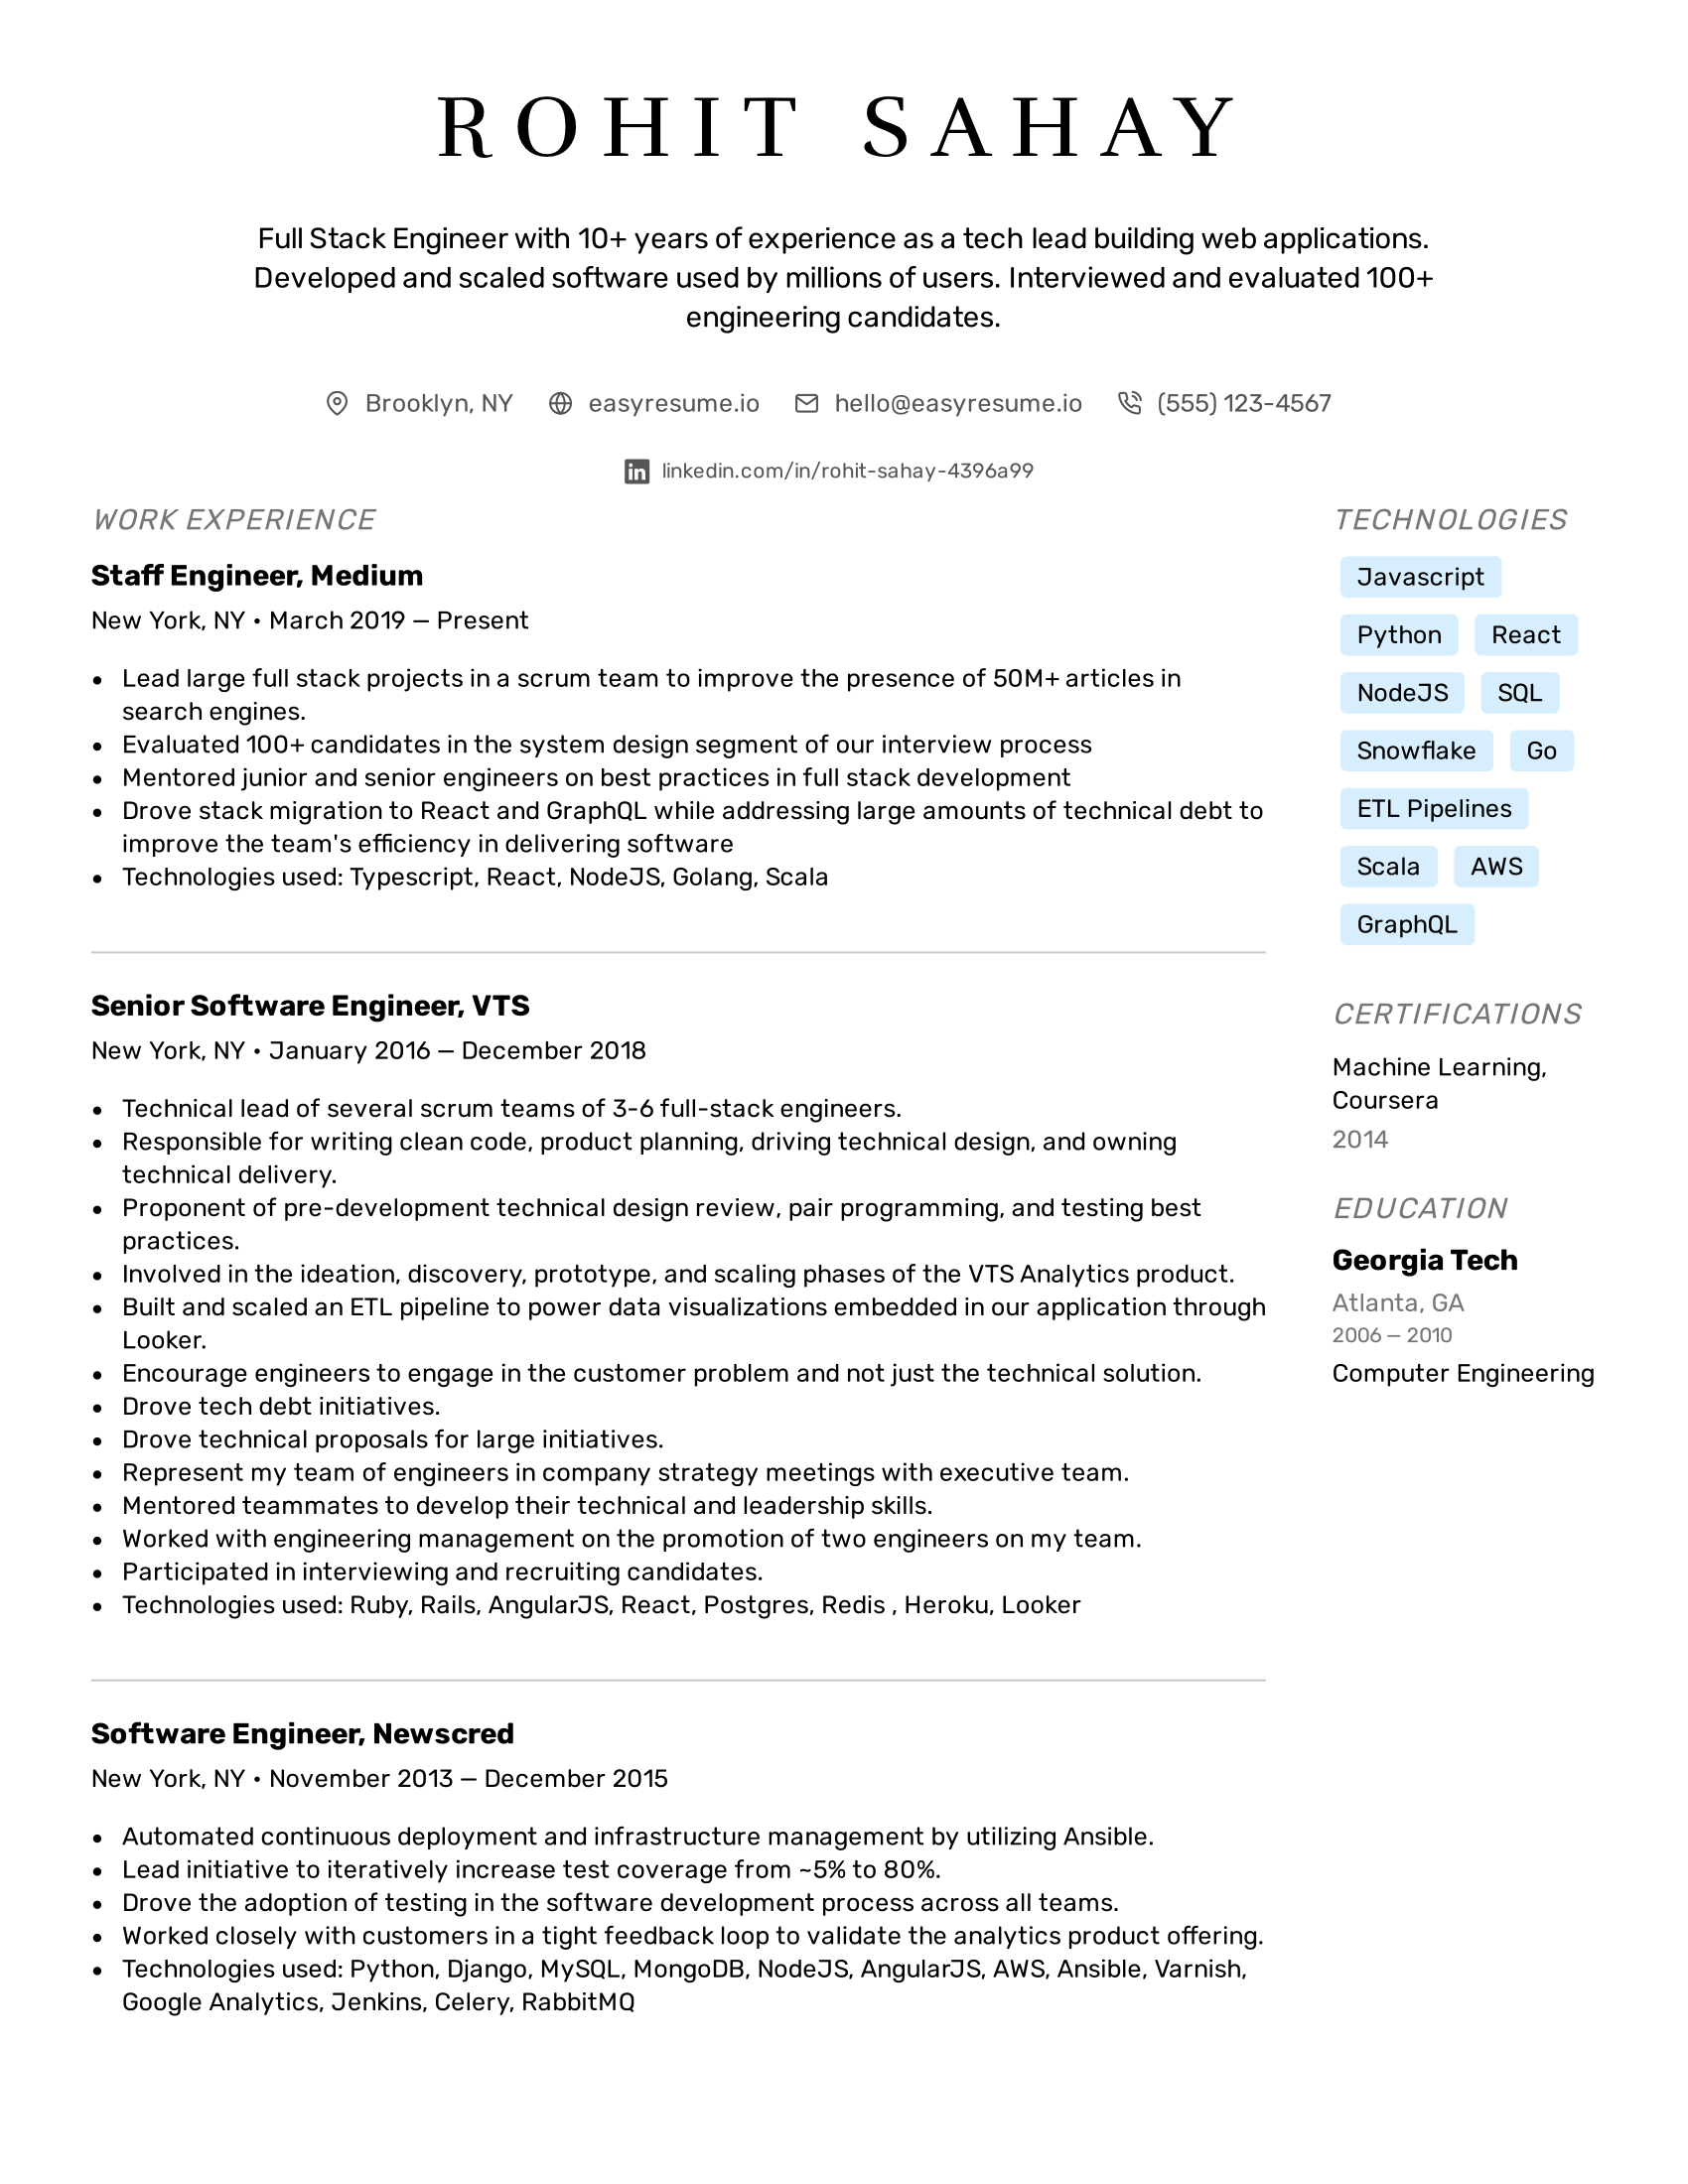 ROHIT SAHAY
Full Stack Engineer with 10+ years of experience as a tech lead building web applications.
Developed and scaled software used by millions of users. Interviewed and evaluated 100+
engineering candidates.
Brooklyn, NY easyresume.io hello@easyresume.io (555) 123-4567
linkedin.com/in/rohit-sahay-4396a99
WORK EXPERIENCE
Staff Engineer, Medium
New York, NY • March 2019 — Present
• Lead large full stack projects in a scrum team to improve the presence of 50M+ articles in
search engines.
• Evaluated 100+ candidates in the system design segment of our interview process
• Mentored junior and senior engineers on best practices in full stack development
• Drove stack migration to React and GraphQL while addressing large amounts of technical debt to
improve the team's efficiency in delivering software
• Technologies used: Typescript, React, NodeJS, Golang, Scala
Senior Software Engineer, VTS
New York, NY • January 2016 — December 2018
• Technical lead of several scrum teams of 3-6 full-stack engineers.
• Responsible for writing clean code, product planning, driving technical design, and owning
technical delivery.
• Proponent of pre-development technical design review, pair programming, and testing best
practices.
• Involved in the ideation, discovery, prototype, and scaling phases of the VTS Analytics product.
• Built and scaled an ETL pipeline to power data visualizations embedded in our application through
Looker.
• Encourage engineers to engage in the customer problem and not just the technical solution.
• Drove tech debt initiatives.
• Drove technical proposals for large initiatives.
• Represent my team of engineers in company strategy meetings with executive team.
• Mentored teammates to develop their technical and leadership skills.
• Worked with engineering management on the promotion of two engineers on my team.
• Participated in interviewing and recruiting candidates.
• Technologies used: Ruby, Rails, AngularJS, React, Postgres, Redis , Heroku, Looker
Software Engineer, Newscred
New York, NY • November 2013 — December 2015
• Automated continuous deployment and infrastructure management by utilizing Ansible.
• Lead initiative to iteratively increase test coverage from ~5% to 80%.
• Drove the adoption of testing in the software development process across all teams.
• Worked closely with customers in a tight feedback loop to validate the analytics product offering.
• Technologies used: Python, Django, MySQL, MongoDB, NodeJS, AngularJS, AWS, Ansible, Varnish,
Google Analytics, Jenkins, Celery, RabbitMQ
TECHNOLOGIES
Javascript
Python React
NodeJS SQL
Snowflake Go
ETL Pipelines
Scala AWS
GraphQL
CERTIFICATIONS
Machine Learning,
Coursera
2014
EDUCATION
Georgia Tech
Atlanta, GA
2006 — 2010
Computer Engineering